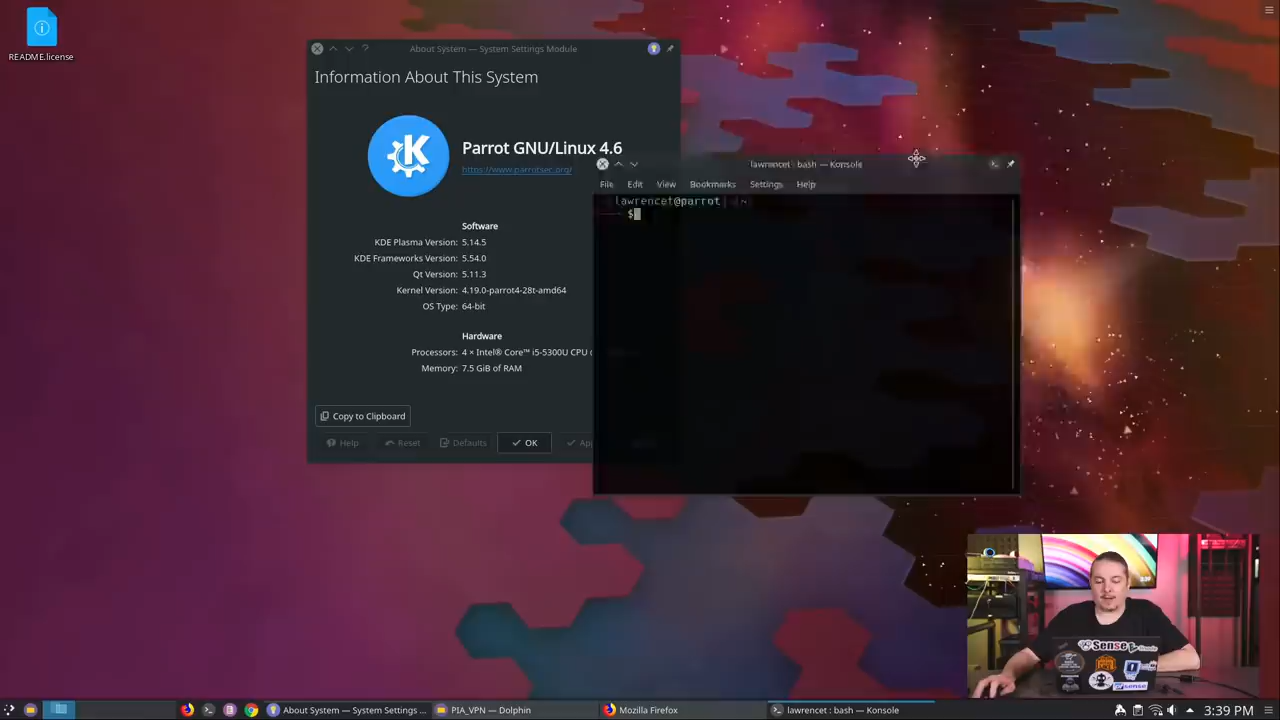 README.license
About System — System Settings Module
Information About This System
Parrot GNU/Linux 4.6
https://www.parrotsec.org/
Software
KDE Plasma Version: 5.14.5
KDE Frameworks Version: 5.54.0
Qt Version: 5.11.3
Kernel Version: 4.19.0-parrot4-28t-amd64
OS Type: 64-bit
Hardware
Processors: 4 × Intel® Core™ i5-5300U CPU
Memory: 7.5 GiB of RAM
Copy to Clipboard
Help Reset Defaults OK
lawrencet : bash — Konsole
File Edit View Bookmarks Settings Help
lawrencet@parrot ~
$
Sense
pfsense
About System — System Settings ...
PIA_VPN — Dolphin
Mozilla Firefox
lawrencet : bash — Konsole
3:39 PM